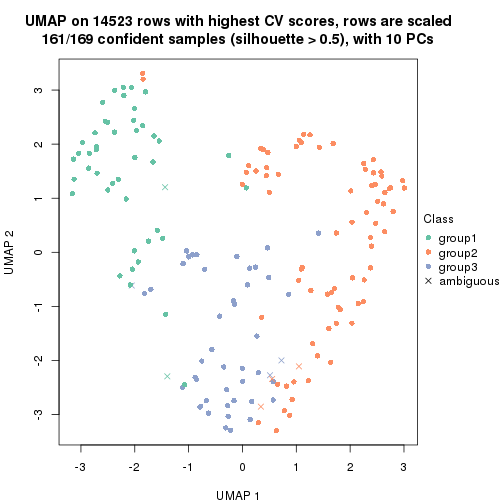 UMAP on 14523 rows with highest CV scores, rows are scaled
161/169 confident samples (silhouette > 0.5), with 10 PCs
3
2
1
0
-1
-2
-3
UMAP 2
-3
-2
-1
0
1
2
3
UMAP 1
Class
group1
group2
group3
ambiguous